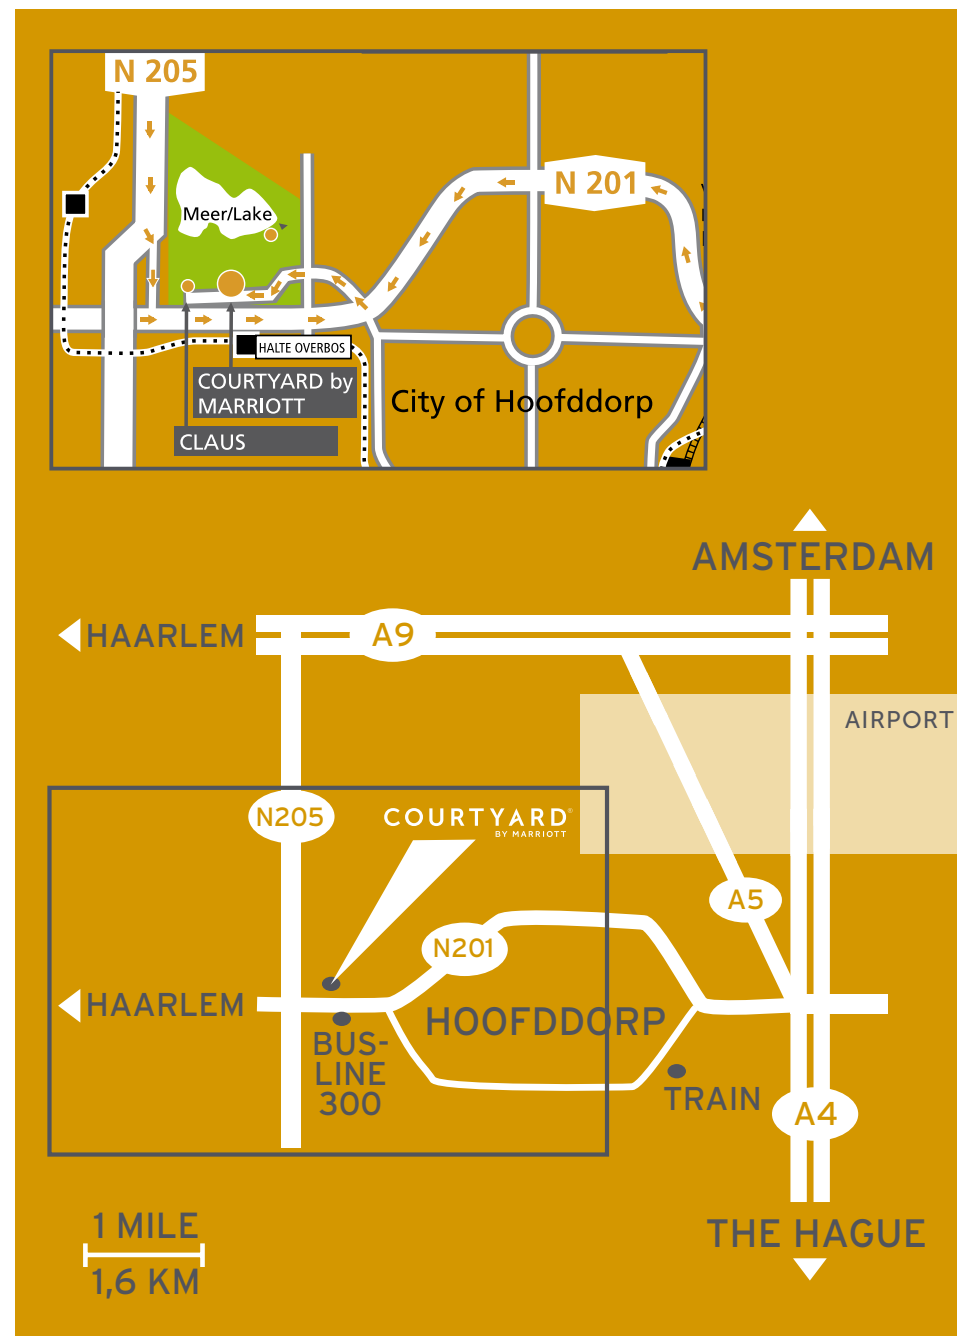 N 205
N 201
Meer/Lake
HALTE OVERBOS
COURTYARD by
MARRIOTT
City of Hoofddorp
CLAUS
AMSTERDAM
HAARLEM
A9
AIRPORT
N205
COURTYARD®
BY MARRIOTT
A5
N201
HAARLEM
HOOFDDORP
BUS-
LINE
300
TRAIN
A4
1 MILE
1,6 KM
THE HAGUE